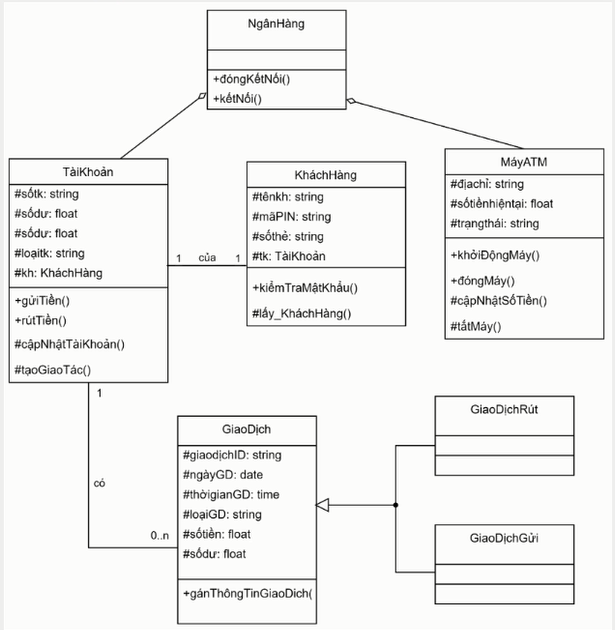 NgânHàng
+đóngKếtNối()
+kếtNối()
TàiKhoản
#sốtk: string
#sốdư: float
#sốdư: float
#loạitk: string
#kh: KháchHàng
+gửiTiền()
+rútTiền()
#cậpNhậtTàiKhoản()
#tạoGiaoTác()
1
của
1
KháchHàng
#tênkh: string
#mãPIN: string
#sốthẻ: string
#tk: TàiKhoản
+kiểmTraMậtKhẩu()
#lấy_KháchHàng()
MáyATM
#địachỉ: string
#sốtiềnhiệntại: float
#trạngthái: string
+khởiĐộngMáy()
+đóngMáy()
#cậpNhậtSốTiền()
#tắtMáy()
1
có
0..n
GiaoDịch
#giaodịchID: string
#ngàyGD: date
#thờigianGD: time
#loạiGD: string
#sốtiền: float
#sốdư: float
+gánThôngTinGiaoDich(
GiaoDịchRút
GiaoDịchGửi